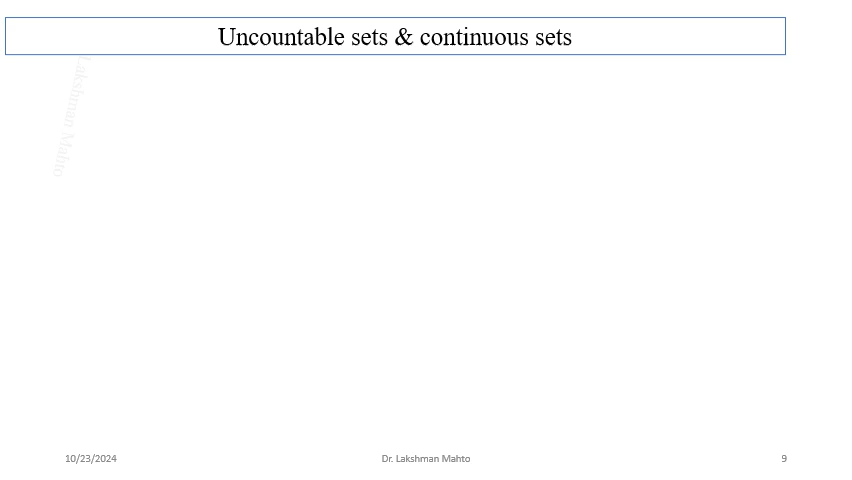 Uncountable sets & continuous sets
Lakshman Mahto
10/23/2024
Dr. Lakshman Mahto
9